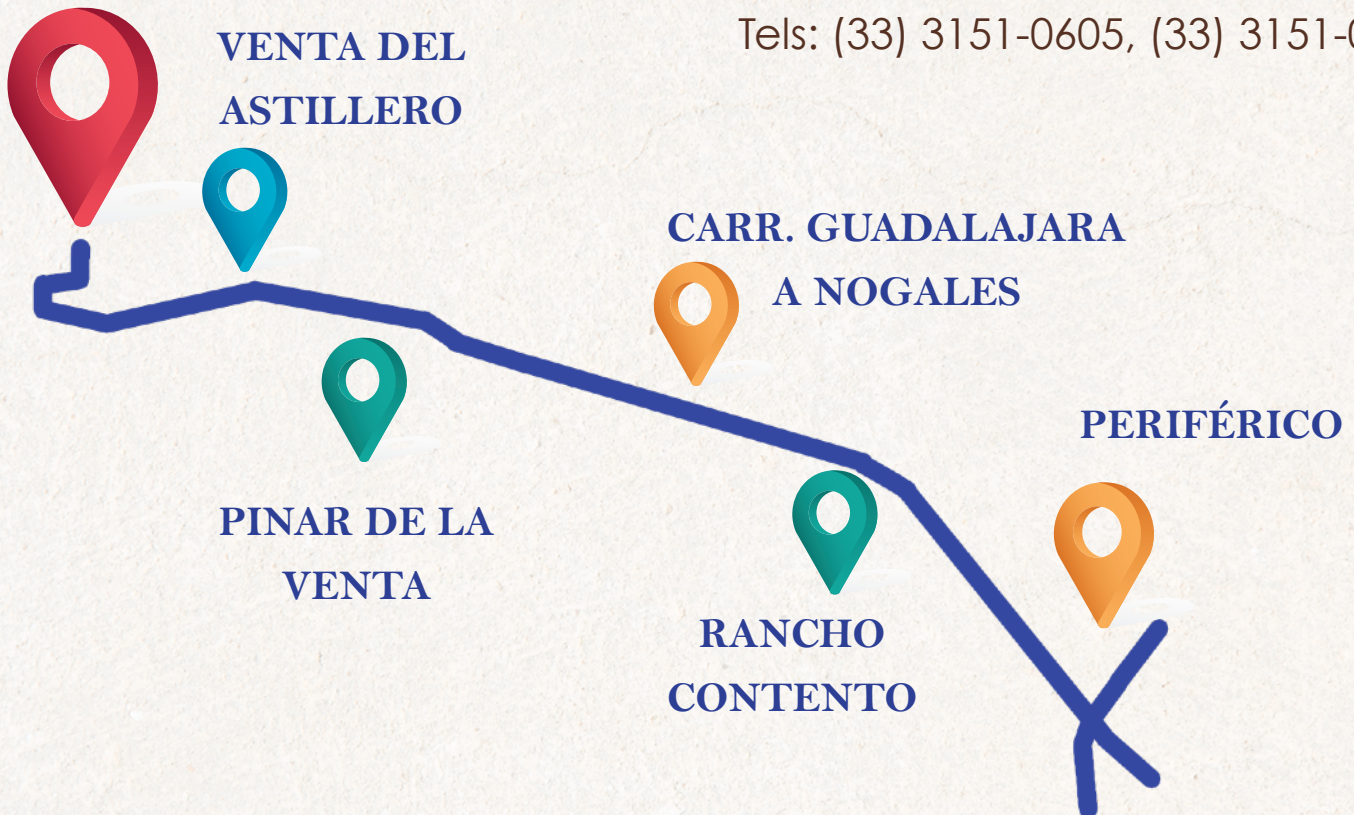 Tels: (33) 3151-0605, (33) 3151-0
VENTA DEL
ASTILLERO
CARR. GUADALAJARA
A NOGALES
PERIFÉRICO
PINAR DE LA
VENTA
RANCHO
CONTENTO